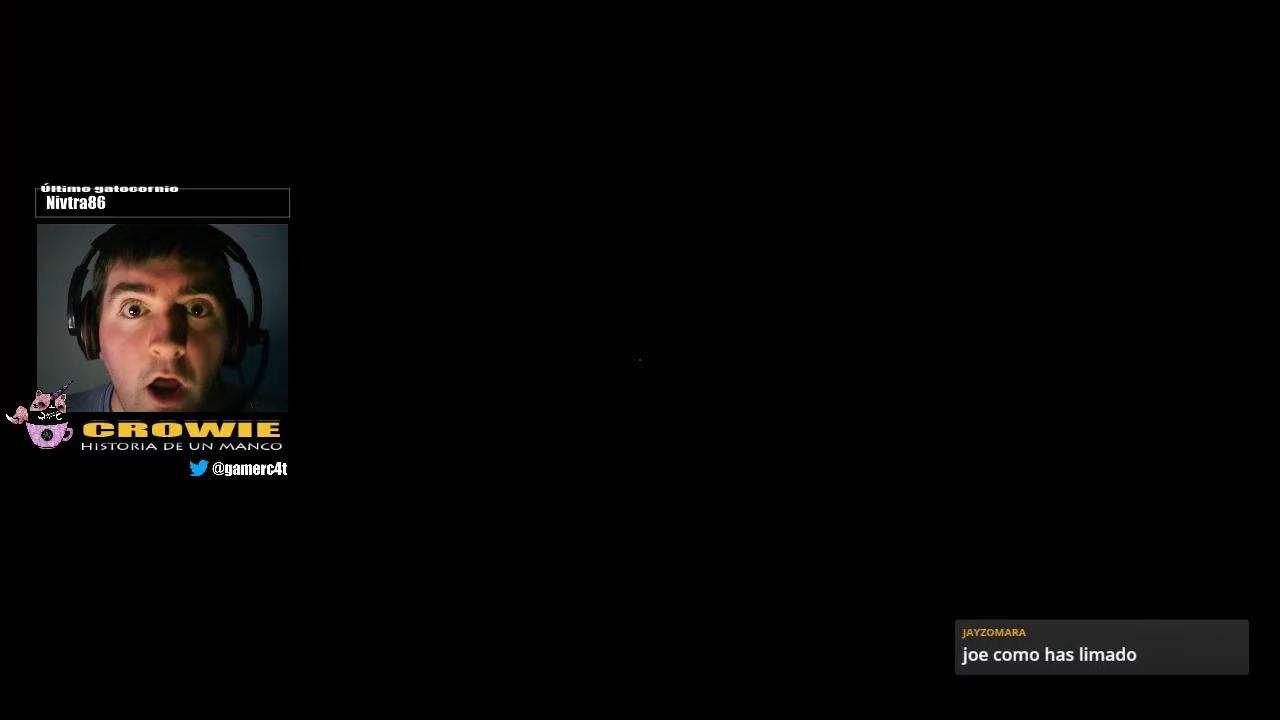 Último gatocornio
Nivtra86
CROWIE
HISTORIA DE UN MANCO
@gamerc4t
JAYZOMARA
joe como has limado